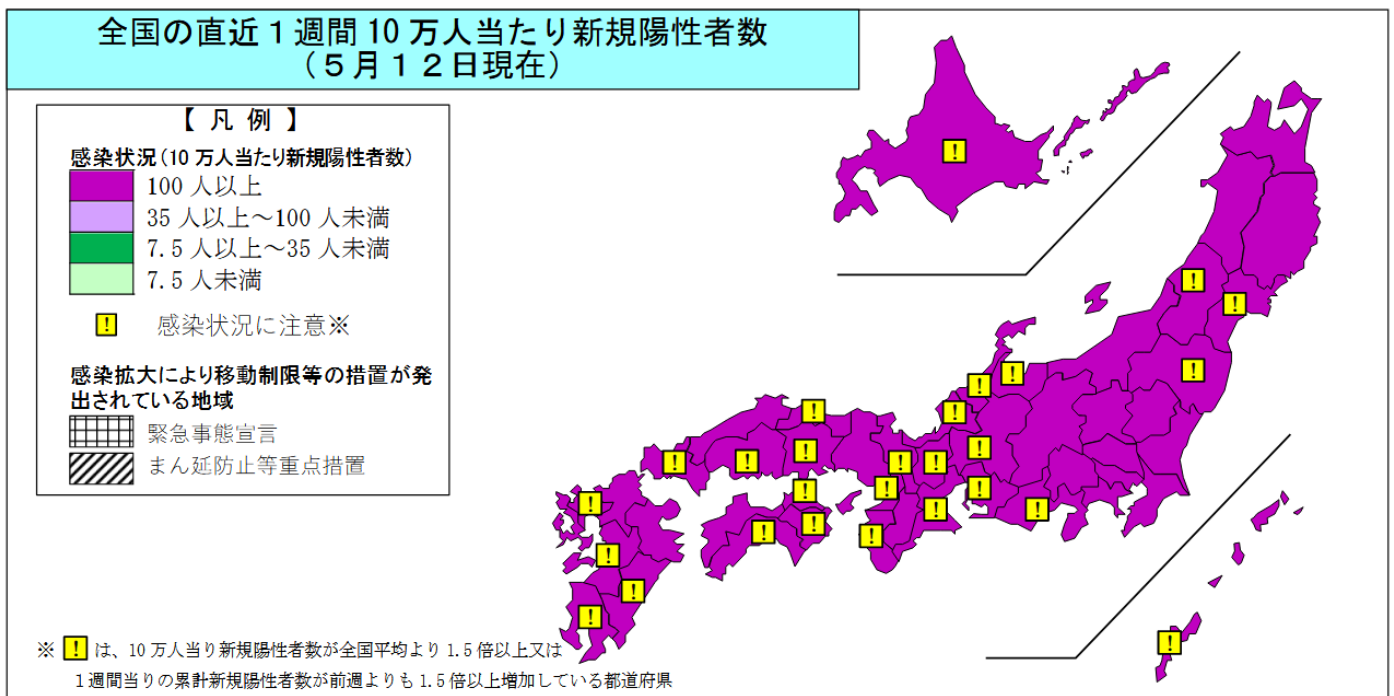 全国の直近１週間 10 万人当たり新規陽性者数
（５月１２日現在）
【 凡 例 】
感染状況（10 万人当たり新規陽性者数）
100 人以上
35 人以上～100 人未満
7.5 人以上～35 人未満
7.5 人未満
! 感染状況に注意※
感染拡大により移動制限等の措置が発
出されている地域
緊急事態宣言
まん延防止等重点措置
※ ! は、10 万人当り新規陽性者数が全国平均より 1.5 倍以上又は
１週間当りの累計新規陽性者数が前週よりも 1.5 倍以上増加している都道府県